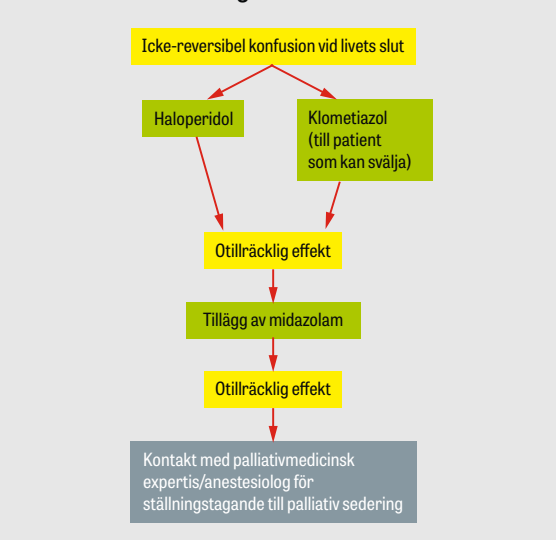 Icke-reversibel konfusion vid livets slut
Haloperidol
Klometiazol
(till patient
som kan svälja)
Otillräcklig effekt
Tillägg av midazolam
Otillräcklig effekt
Kontakt med palliativmedicinsk
expertis/anestesiolog för
ställningstagande till palliativ sedering